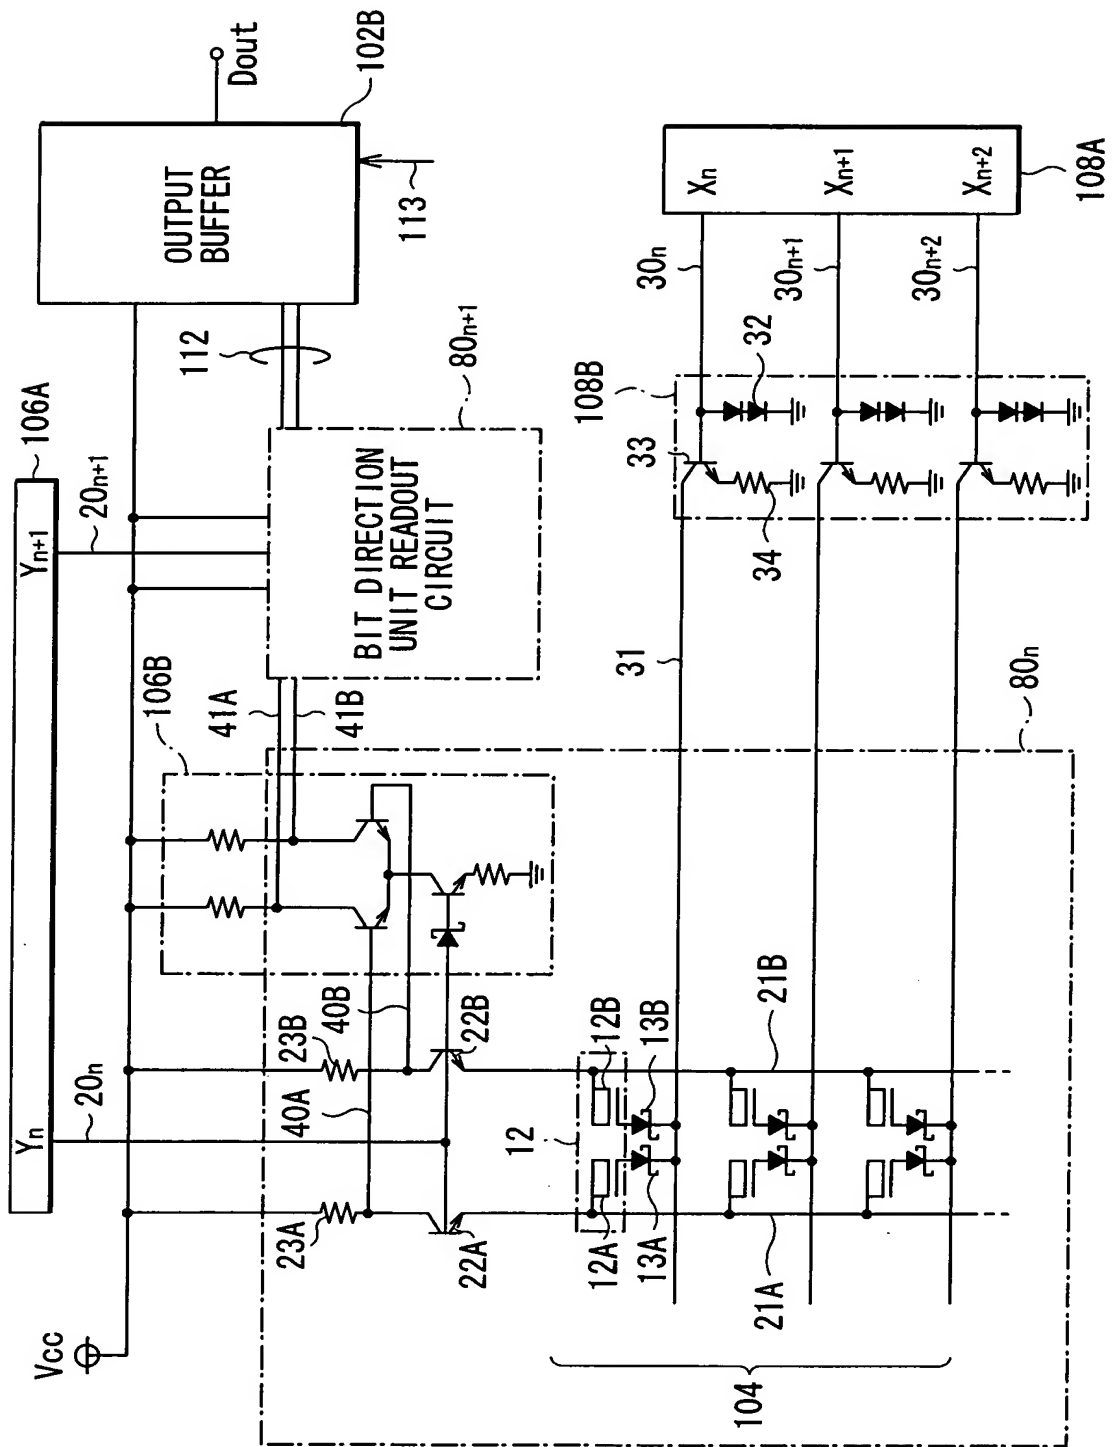 Vcc
Yn
20n
106A
Yn+1
20n+1
106B
41A
41B
112
OUTPUT
BUFFER
Dout
102B
113
BIT DIRECTION
UNIT READOUT
CIRCUIT
80n+1
23A
23B
40A
40B
22A
22B
12
12A
12B
13A
13B
21A
21B
104
31
80n
108B
33
32
34
30n
30n+1
30n+2
Xn
Xn+1
Xn+2
108A